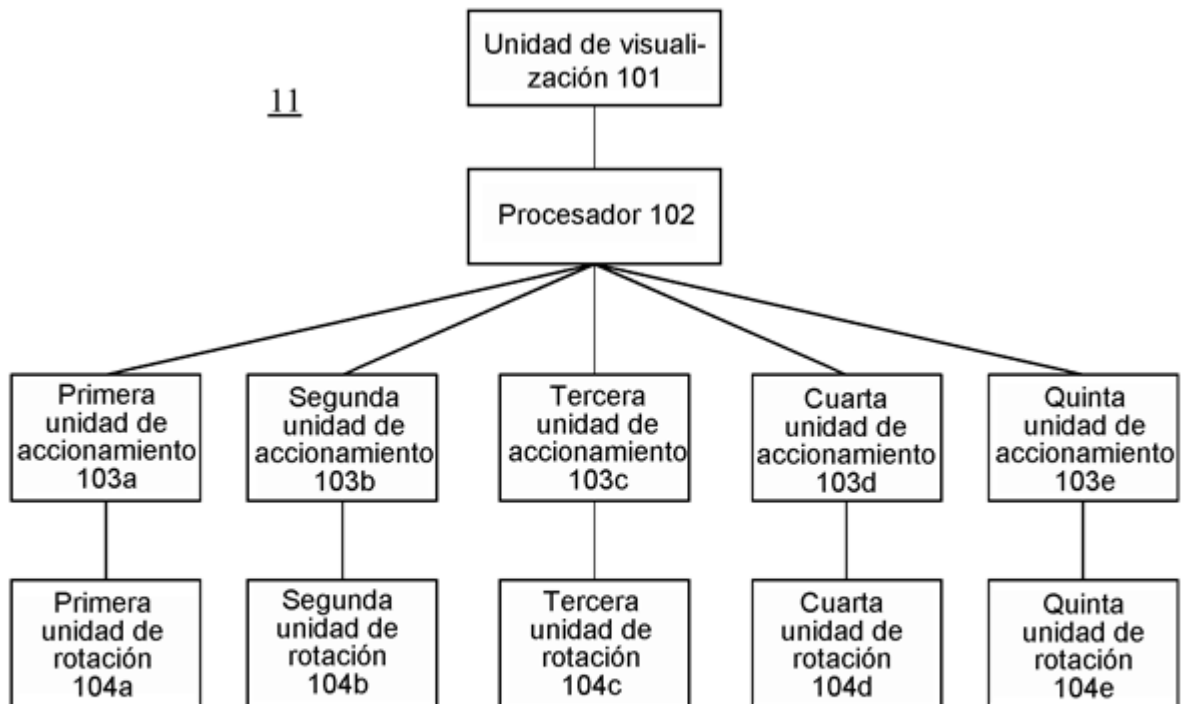 Unidad de visuali-
zación 101
11
Procesador 102
Primera
unidad de
accionamiento
103a
Segunda
unidad de
accionamiento
103b
Tercera
unidad de
accionamiento
103c
Cuarta
unidad de
accionamiento
103d
Quinta
unidad de
accionamiento
103e
Primera
unidad de
rotación
104a
Segunda
unidad de
rotación
104b
Tercera
unidad de
rotación
104c
Cuarta
unidad de
rotación
104d
Quinta
unidad de
rotación
104e